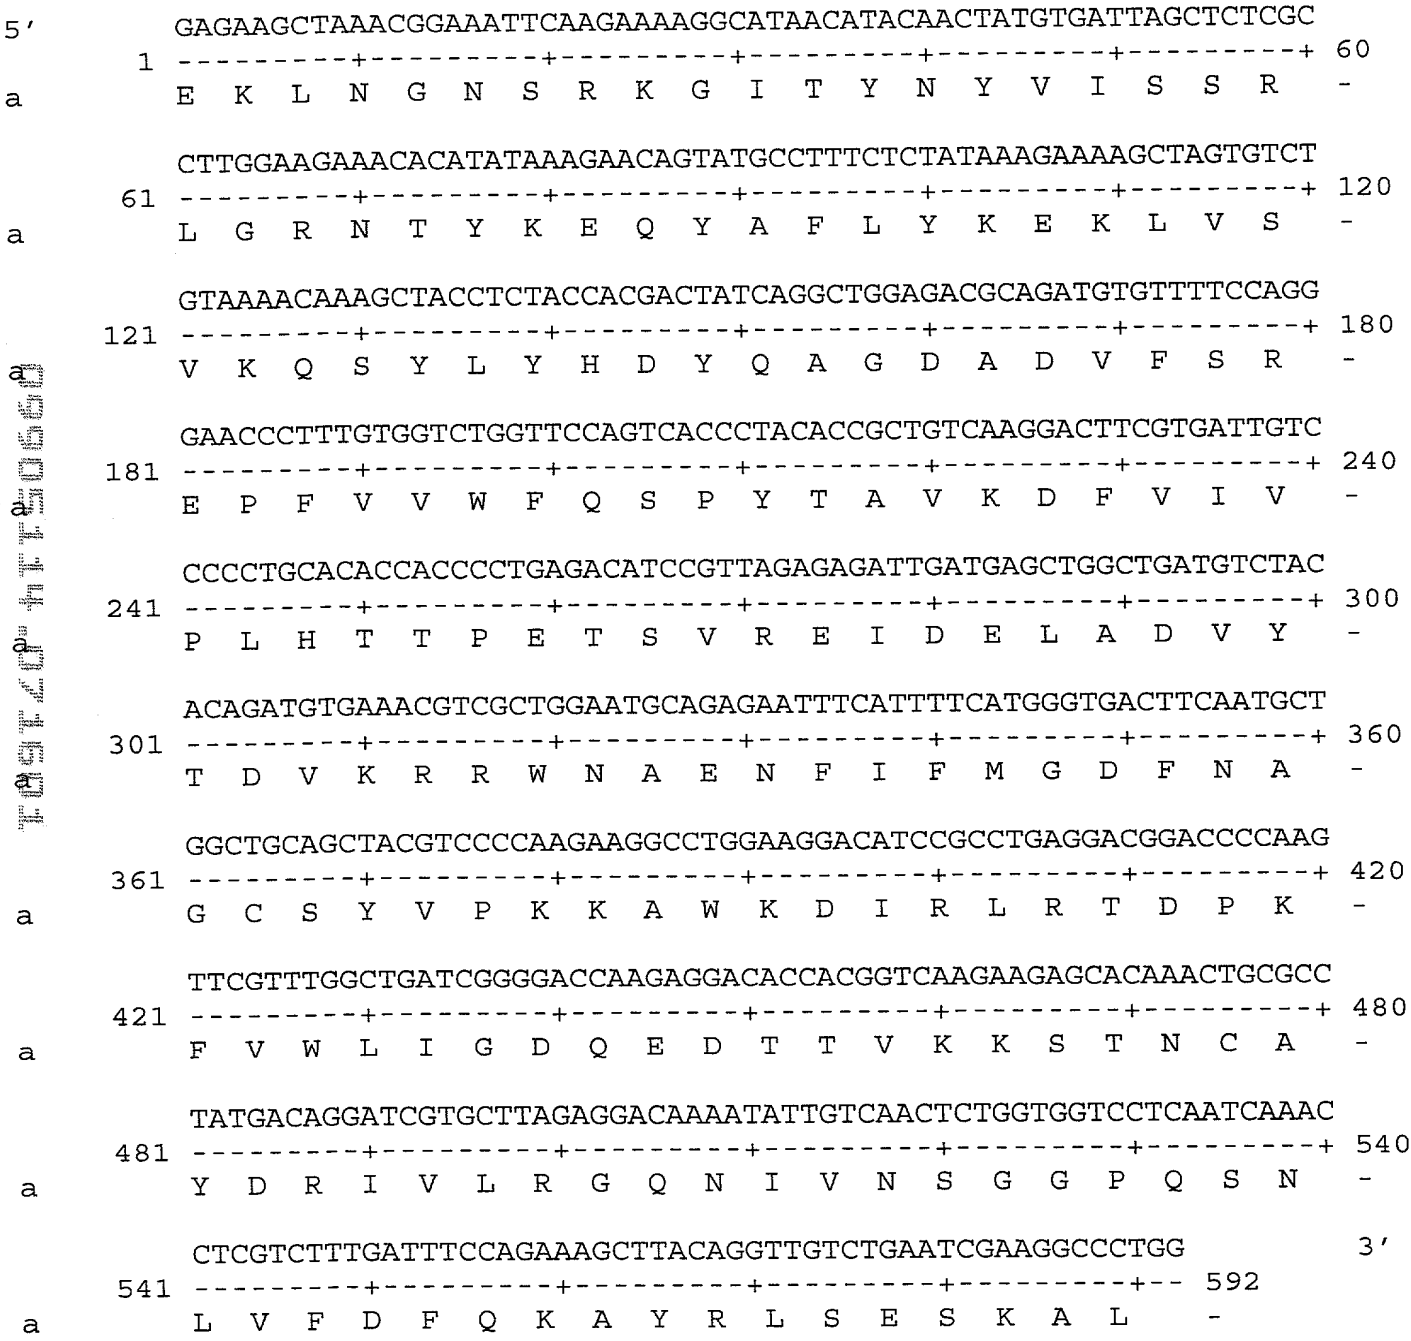 5'
GAGAAGCTAAACGGAAATTCAAGAAAAGGCATAACATACAACTATGTGATTAGCTCTCGC
1 ---------+---------+---------+---------+---------+---------+ 60
a E K L N G N S R K G I T Y N Y V I S S R -
CTTGGAAGAAACACATATAAAGAACAGTATGCCTTTCTCTATAAAGAAAAGCTAGTGTCT
61 ---------+---------+---------+---------+---------+---------+ 120
a L G R N T Y K E Q Y A F L Y K E K L V S -
GTAAAACAAAGCTACCTCTACCACGACTATCAGGCTGGAGACGCAGATGTGTTTTCCAGG
121 ---------+---------+---------+---------+---------+---------+ 180
a V K Q S Y L Y H D Y Q A G D A D V F S R -
GAACCCTTTGTGGTCTGGTTCCAGTCACCCTACACCGCTGTCAAGGACTTCGTGATTGTC
181 ---------+---------+---------+---------+---------+---------+ 240
a E P F V V W F Q S P Y T A V K D F V I V -
CCCCTGCACACCACCCCTGAGACATCCGTTAGAGAGATTGATGAGCTGGCTGATGTCTAC
241 ---------+---------+---------+---------+---------+---------+ 300
a P L H T T P E T S V R E I D E L A D V Y -
ACAGATGTGAAACGTCGCTGGAATGCAGAGAATTTCATTTTCATGGGTGACTTCAATGCT
301 ---------+---------+---------+---------+---------+---------+ 360
a T D V K R R W N A E N F I F M G D F N A -
GGCTGCAGCTACGTCCCCAAGAAGGCCTGGAAGGACATCCGCCTGAGGACGGACCCCAAG
361 ---------+---------+---------+---------+---------+---------+ 420
a G C S Y V P K K A W K D I R L R T D P K -
TTCGTTTGGCTGATCGGGGACCAAGAGGACACCACGGTCAAGAAGAGCACAAACTGCGCC
421 ---------+---------+---------+---------+---------+---------+ 480
a F V W L I G D Q E D T T V K K S T N C A -
TATGACAGGATCGTGCTTAGAGGACAAAATATTGTCAACTCTGGTGGTCCTCAATCAAAC
481 ---------+---------+---------+---------+---------+---------+ 540
a Y D R I V L R G Q N I V N S G G P Q S N -
CTCGTCTTTGATTTCCAGAAAGCTTACAGGTTGTCTGAATCGAAGGCCCTGG 3'
541 ---------+---------+---------+---------+---------+-- 592
a L V F D F Q K A Y R L S E S K A L -